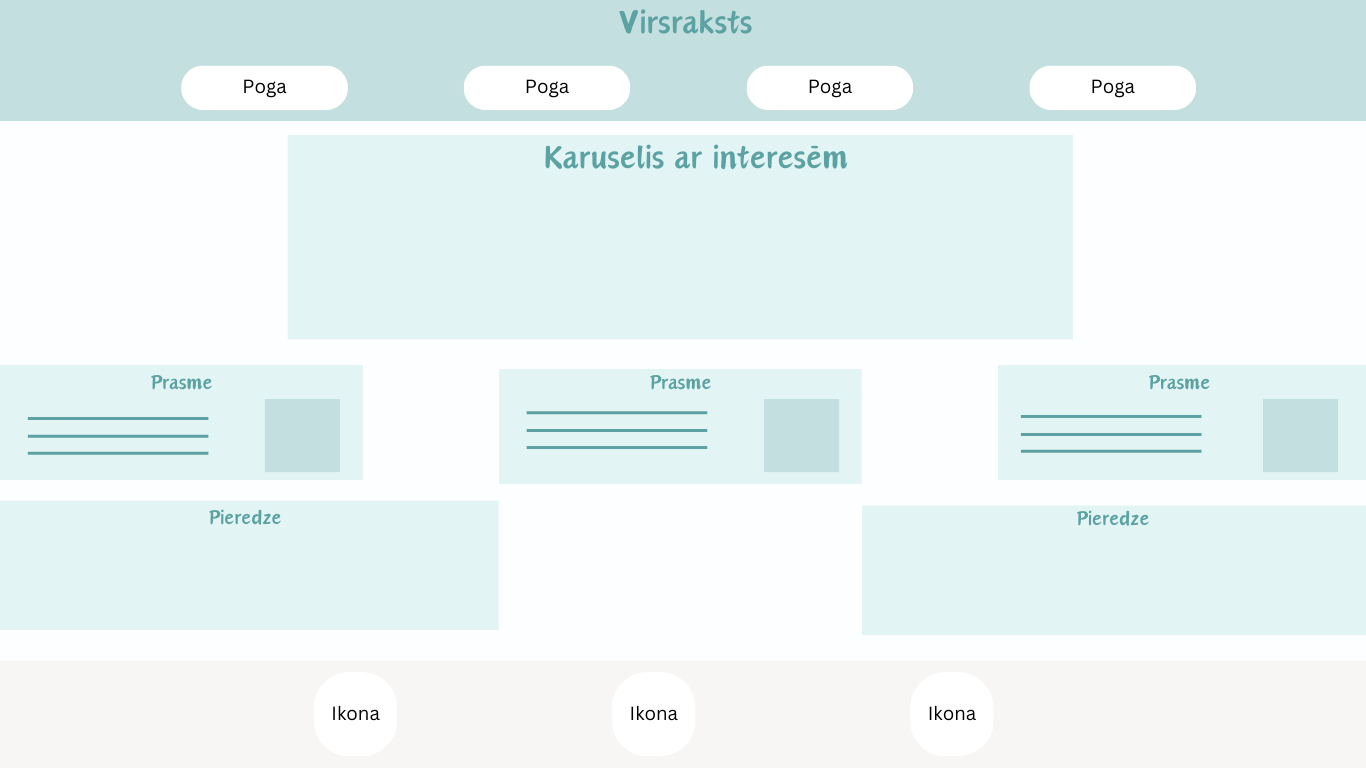 Virsraksts
Poga
Poga
Poga
Poga
Karuselis ar interesēm
Prasme
Prasme
Prasme
Pieredze
Pieredze
Ikona
Ikona
Ikona